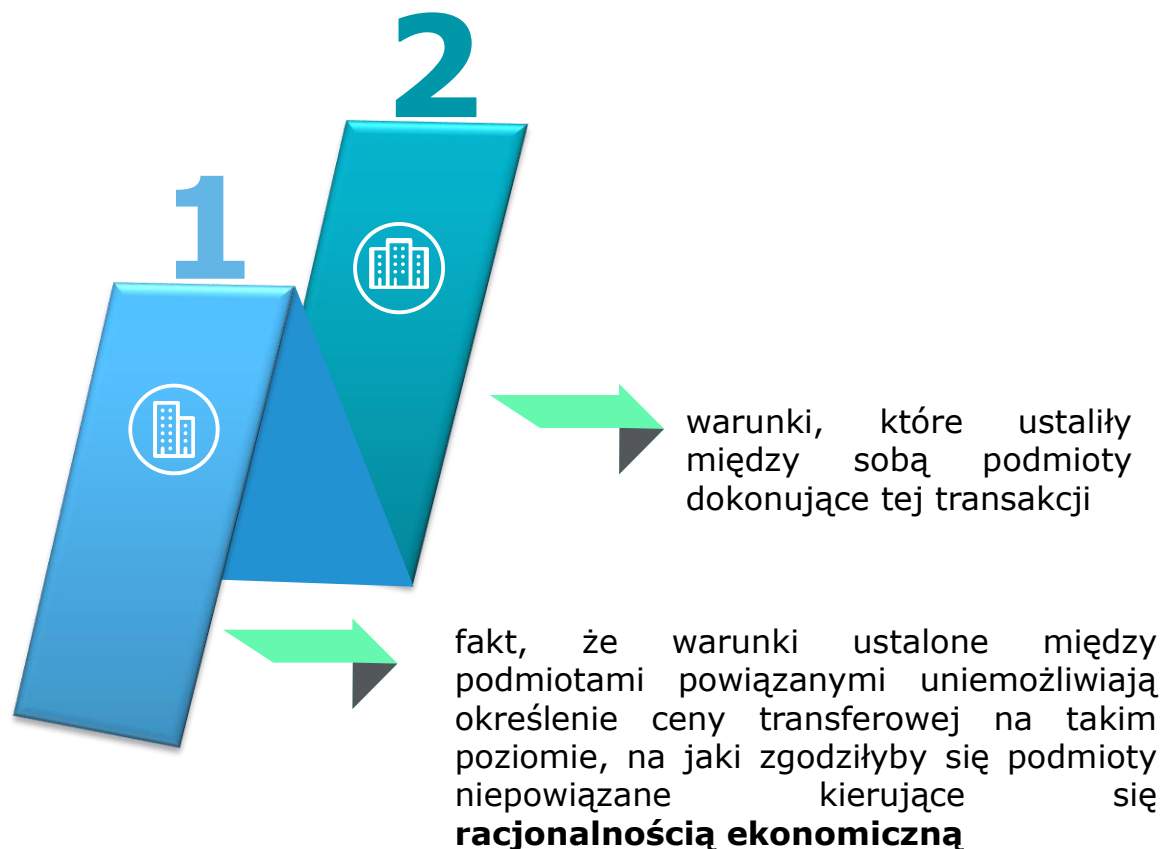 2
1
warunki, które ustaliły
między sobą podmioty
dokonujące tej transakcji
fakt, że warunki ustalone między
podmiotami powiązanymi uniemożliwiają
określenie ceny transferowej na takim
poziomie, na jaki zgodziłyby się podmioty
niepowiązane kierujące się
racjonalnością ekonomiczną